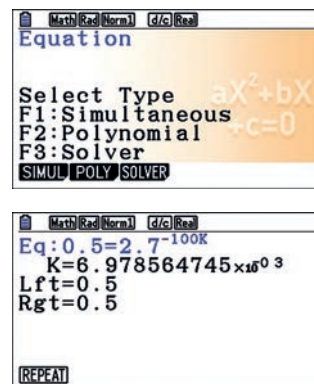 Math Rad Norm1 d/c Real
Equation
aX²+bX
+c=0
Select Type
F1:Simultaneous
F2:Polynomial
F3:Solver
SIMUL POLY SOLVER
Math Rad Norm1 d/c Real
Eq:0.5=2.7^-100K
K=6.978564745×10^-03
Lft=0.5
Rgt=0.5
REPEAT